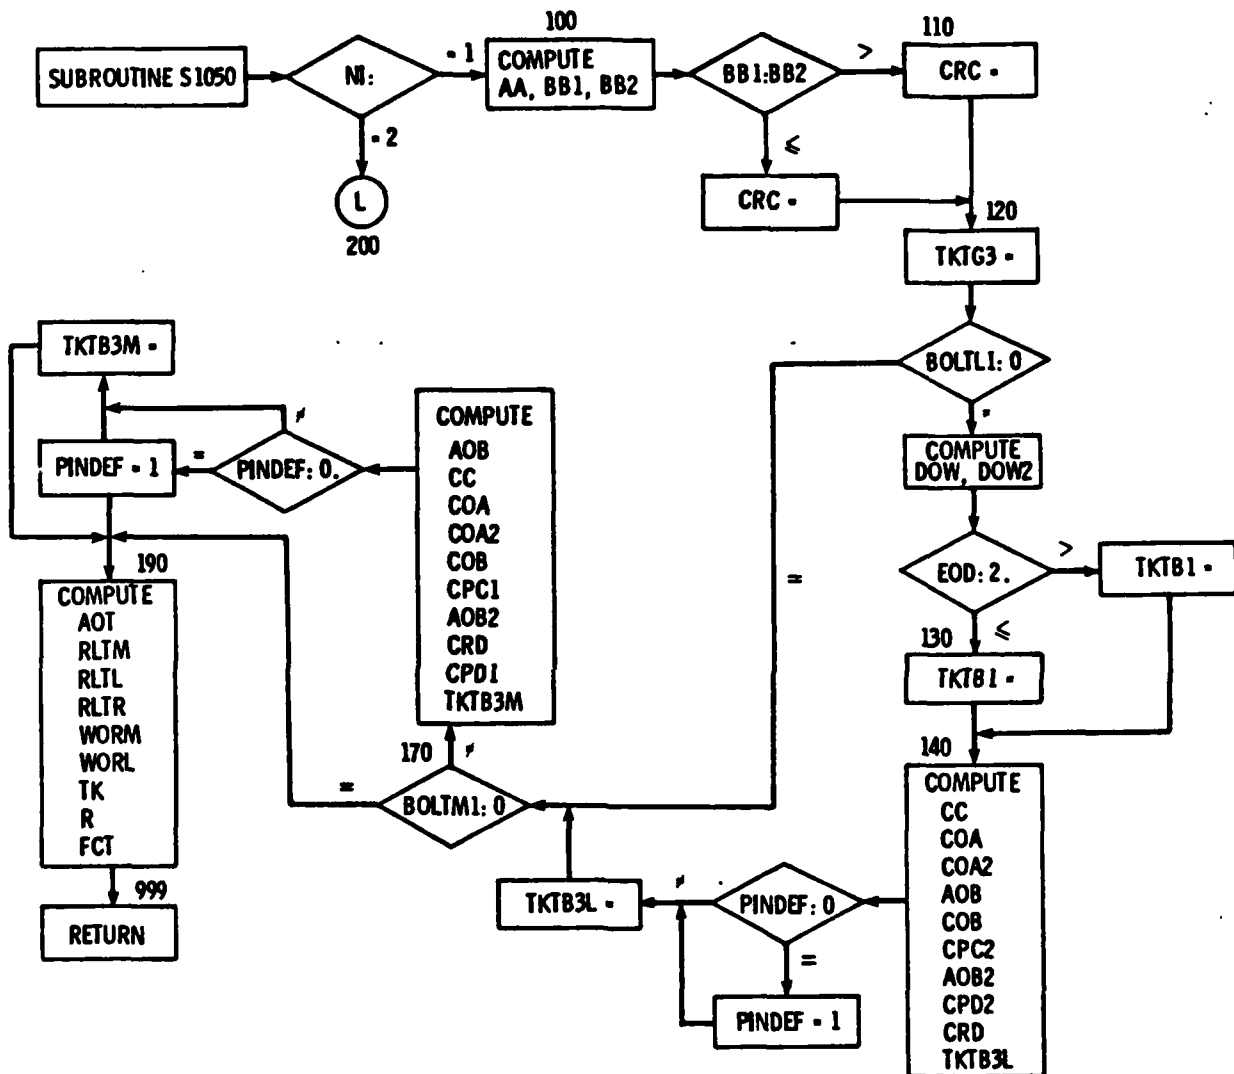 SUBROUTINE S1050
NI:
= 1
= 2
L
200
100
COMPUTE
AA, BB1, BB2
BB1:BB2
>
≤
110
CRC =
CRC =
120
TKTG3 =
BOLTL1: 0
≠
=
COMPUTE
DOW, DOW2
EOD: 2.
>
TKTB1 =
≤
130
TKTB1 =
140
COMPUTE
CC
COA
COA2
AOB
COB
CPC2
AOB2
CPD2
CRD
TKTB3L
PINDEF: 0
≠
=
PINDEF = 1
TKTB3L =
170
BOLTM1: 0
≠
=
COMPUTE
AOB
CC
COA
COA2
COB
CPC1
AOB2
CRD
CPD1
TKTB3M
PINDEF: 0.
≠
=
PINDEF = 1
TKTB3M =
190
COMPUTE
AOT
RLTM
RLTL
RLTR
WORM
WORL
TK
R
FCT
999
RETURN